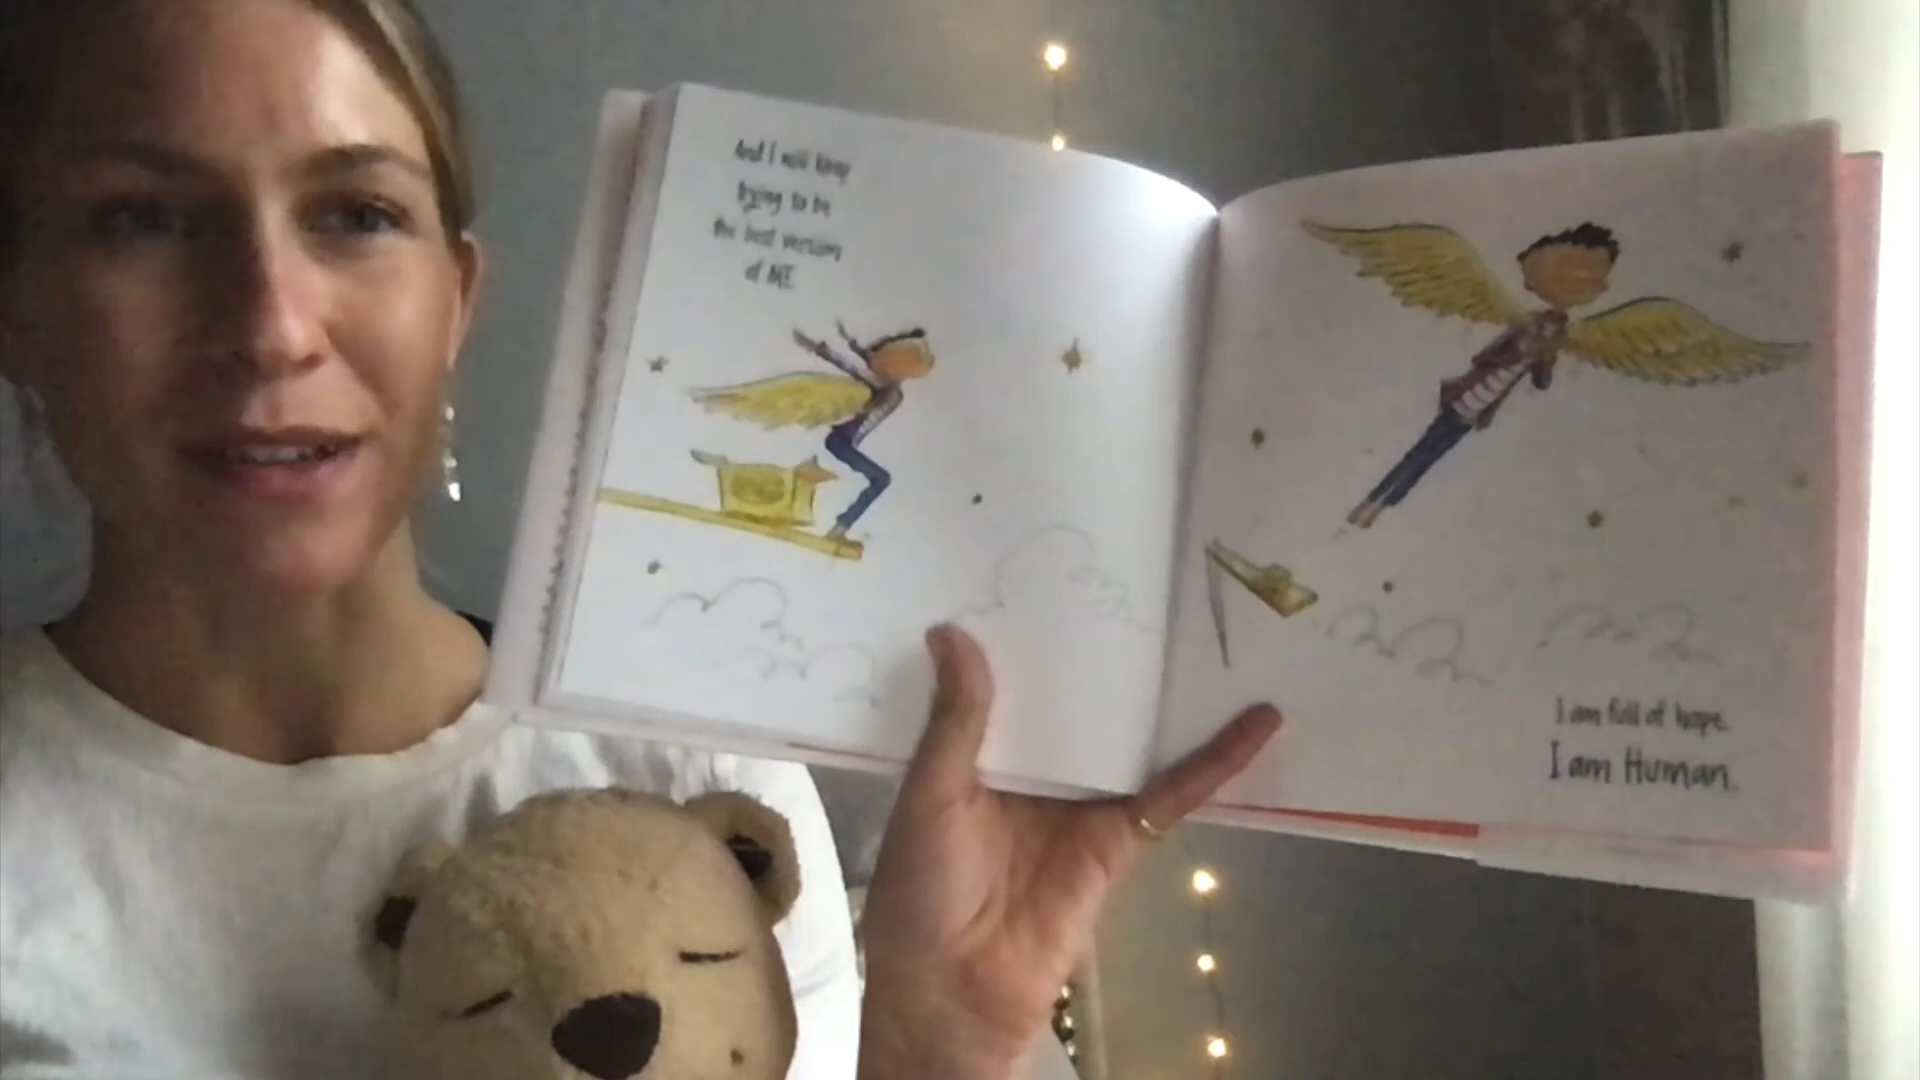 And I will keep
trying to be
the best version
of ME.
I am full of hope.
I am Human.